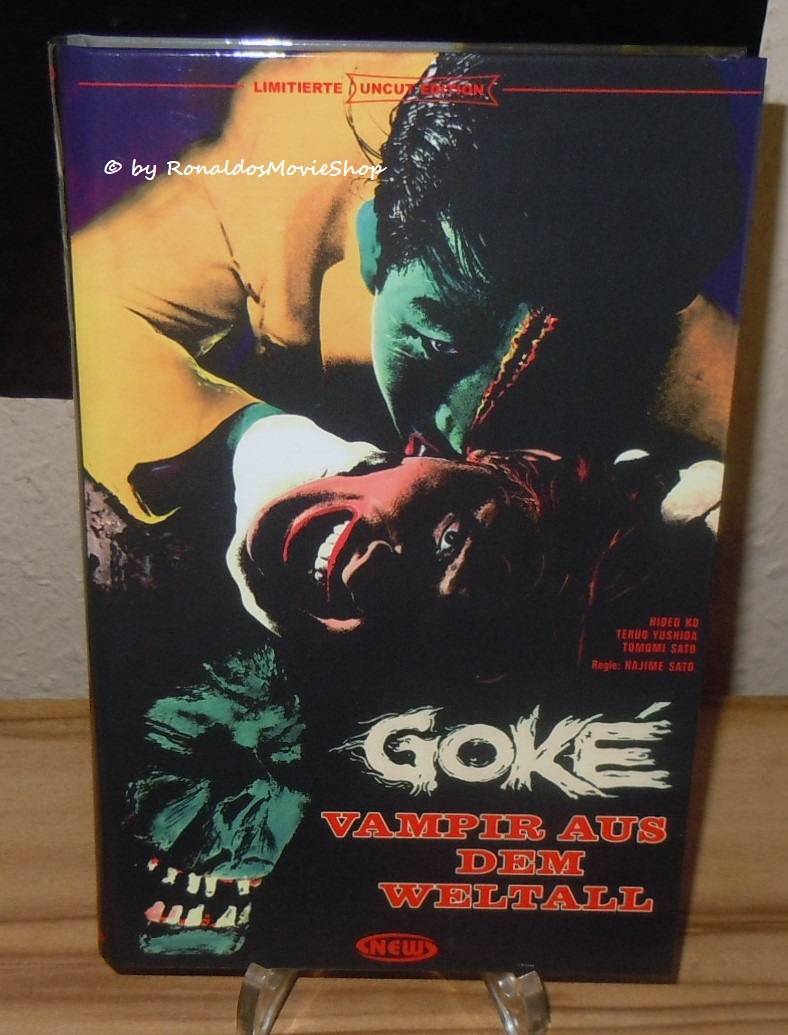 LIMITIERTE UNCUT EDITION
© by RonaldosMovieShop
HIDEO KO
TERUO YUSHIDA
TOMOMI SATO
Regie: HAJIME SATO
GOKÉ
VAMPIR AUS
DEM
WELTALL
NEW